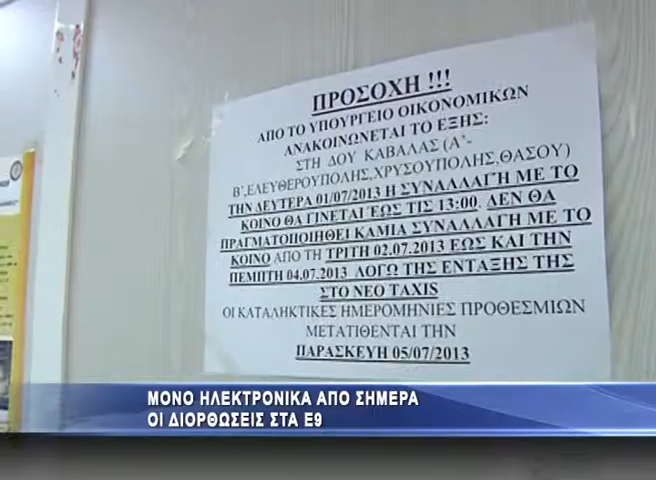 ΠΡΟΣΟΧΗ !!!
ΑΠΟ ΤΟ ΥΠΟΥΡΓΕΙΟ ΟΙΚΟΝΟΜΙΚΩΝ
ΑΝΑΚΟΙΝΩΝΕΤΑΙ ΤΟ ΕΞΗΣ:
ΣΤΗ ΔΟΥ ΚΑΒΑΛΑΣ (Α'-
Β',ΕΛΕΥΘΕΡΟΥΠΟΛΗΣ,ΧΡΥΣΟΥΠΟΛΗΣ,ΘΑΣΟΥ)
ΤΗΝ ΔΕΥΤΕΡΑ 01/07/2013 Η ΣΥΝΑΛΛΑΓΗ ΜΕ ΤΟ
ΚΟΙΝΟ ΘΑ ΓΙΝΕΤΑΙ ΈΩΣ ΤΙΣ 13:00. ΔΕΝ ΘΑ
ΠΡΑΓΜΑΤΟΠΟΙΗΘΕΙ ΚΑΜΙΑ ΣΥΝΑΛΛΑΓΗ ΜΕ ΤΟ
ΚΟΙΝΟ ΑΠΟ ΤΗ ΤΡΙΤΗ 02.07.2013 ΕΩΣ ΚΑΙ ΤΗΝ
ΠΕΜΠΤΗ 04.07.2013 ΛΟΓΩ ΤΗΣ ΕΝΤΑΞΗΣ ΤΗΣ
ΣΤΟ ΝΕΟ TAXIS
ΟΙ ΚΑΤΑΛΗΚΤΙΚΕΣ ΗΜΕΡΟΜΗΝΙΕΣ ΠΡΟΘΕΣΜΙΩΝ
ΜΕΤΑΤΙΘΕΝΤΑΙ ΤΗΝ
ΠΑΡΑΣΚΕΥΗ 05/07/2013
ΜΟΝΟ ΗΛΕΚΤΡΟΝΙΚΑ ΑΠΟ ΣΗΜΕΡΑ
ΟΙ ΔΙΟΡΘΩΣΕΙΣ ΣΤΑ Ε9